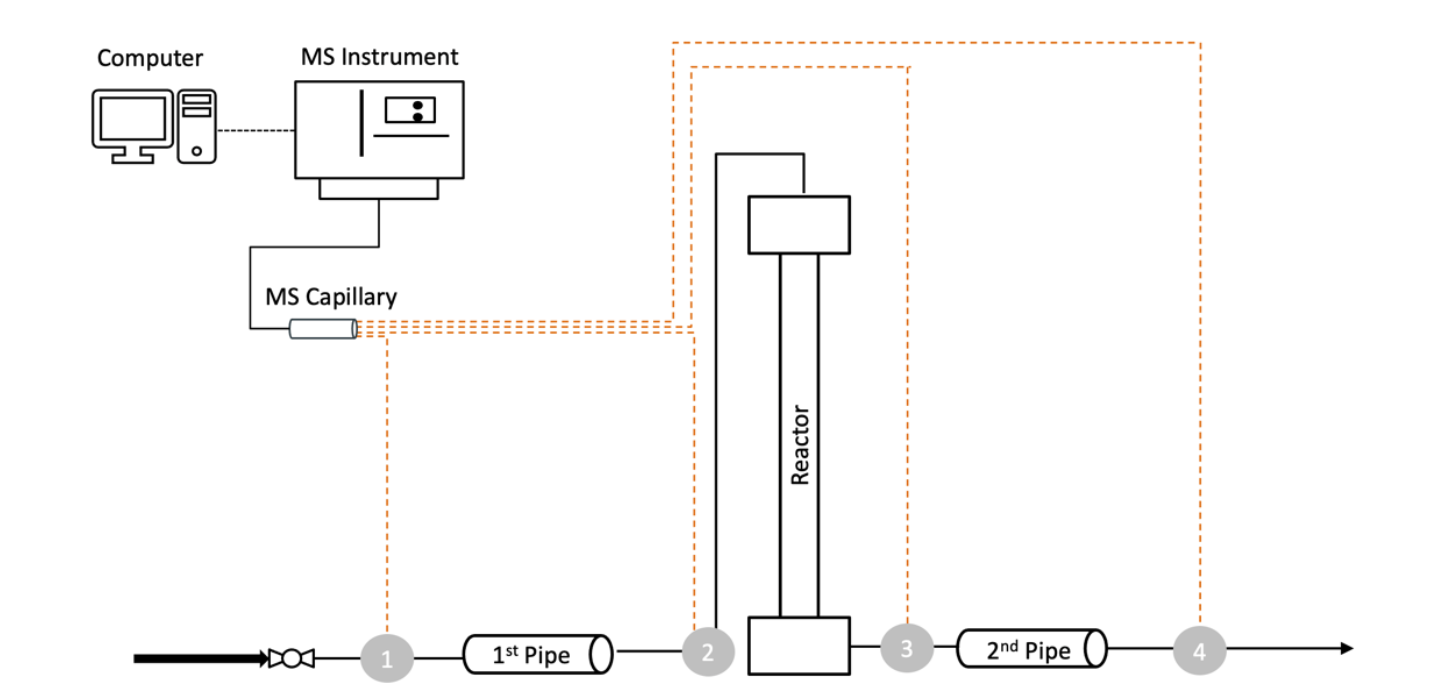 Computer
MS Instrument
MS Capillary
Reactor
1
1st Pipe
2
3
2nd Pipe
4